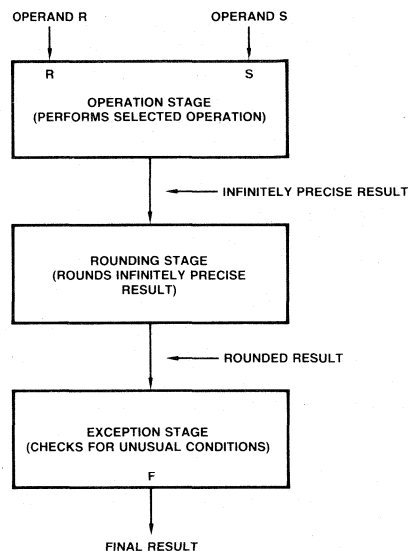 OPERAND R
OPERAND S
R
S
OPERATION STAGE
(PERFORMS SELECTED OPERATION)
INFINITELY PRECISE RESULT
ROUNDING STAGE
(ROUNDS INFINITELY PRECISE
RESULT)
ROUNDED RESULT
EXCEPTION STAGE
(CHECKS FOR UNUSUAL CONDITIONS)
F
FINAL RESULT